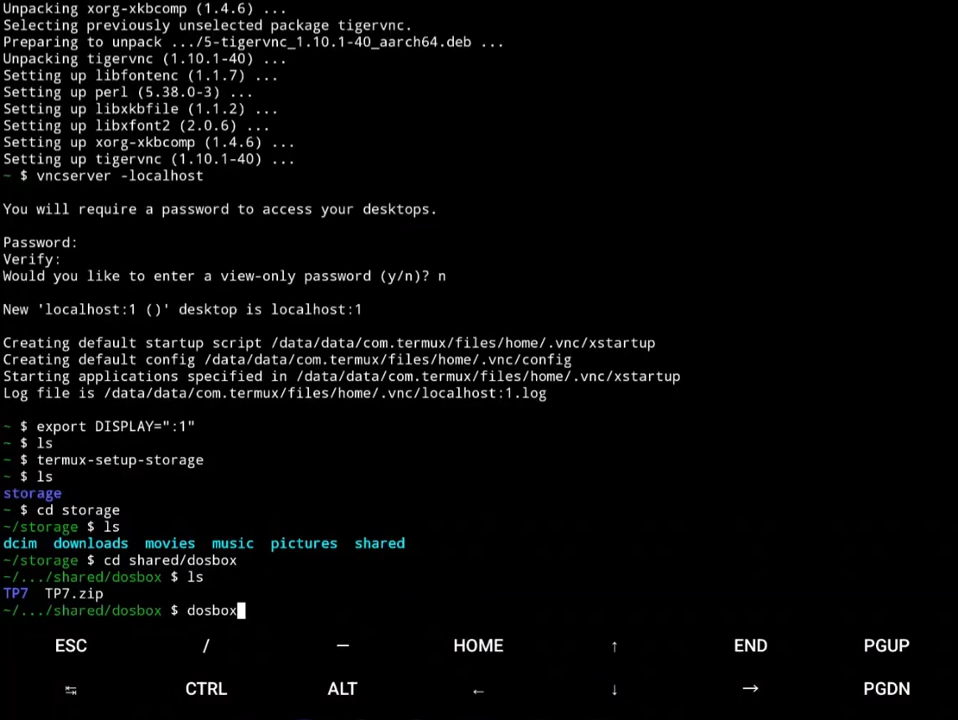 Unpacking xorg-xkbcomp (1.4.6) ...
Selecting previously unselected package tigervnc.
Preparing to unpack .../5-tigervnc_1.10.1-40_aarch64.deb ...
Unpacking tigervnc (1.10.1-40) ...
Setting up libfontenc (1.1.7) ...
Setting up perl (5.38.0-3) ...
Setting up libxkbfile (1.1.2) ...
Setting up libxfont2 (2.0.6) ...
Setting up xorg-xkbcomp (1.4.6) ...
Setting up tigervnc (1.10.1-40) ...
~ $ vncserver -localhost
You will require a password to access your desktops.
Password:
Verify:
Would you like to enter a view-only password (y/n)? n
New 'localhost:1 ()' desktop is localhost:1
Creating default startup script /data/data/com.termux/files/home/.vnc/xstartup
Creating default config /data/data/com.termux/files/home/.vnc/config
Starting applications specified in /data/data/com.termux/files/home/.vnc/xstartup
Log file is /data/data/com.termux/files/home/.vnc/localhost:1.log
~ $ export DISPLAY=":1"
~ $ ls
~ $ termux-setup-storage
~ $ ls
storage
~ $ cd storage
~/storage $ ls
dcim downloads movies music pictures shared
~/storage $ cd shared/dosbox
~/.../shared/dosbox $ ls
TP7 TP7.zip
~/.../shared/dosbox $ dosbox
ESC / — HOME ↑ END PGUP
↹ CTRL ALT ← ↓ → PGDN